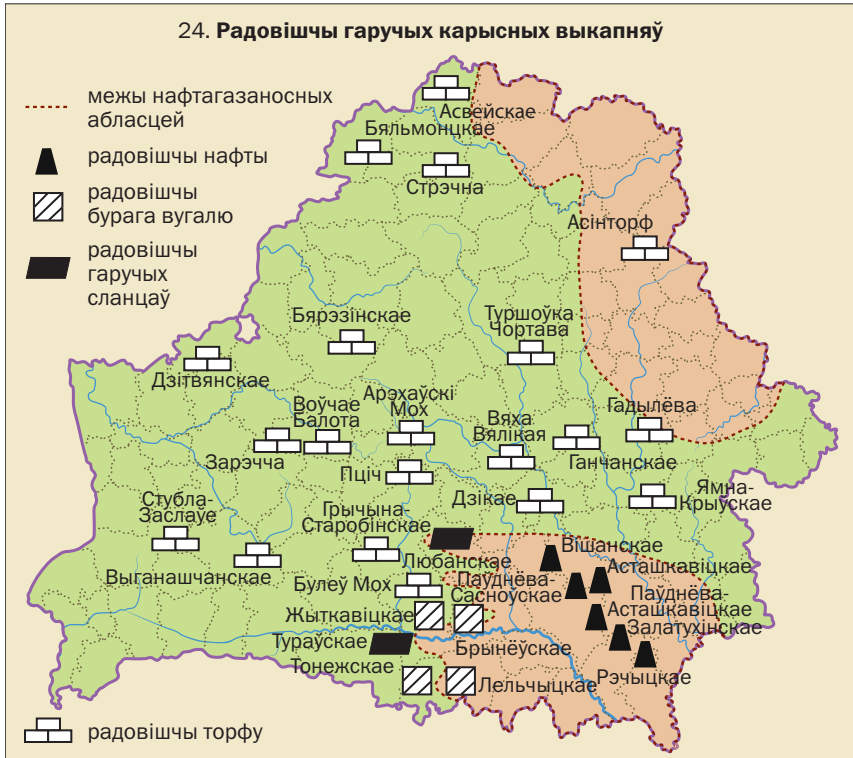 24. Радовішчы гаручых карысных выкапняў
межы нафтагазаносных
абласцей
радовішчы нафты
радовішчы
бурага вугалю
радовішчы
гаручых
сланцаў
Асвейскае
Бяльмонцкае
Стрэчна
Асінторф
Бярэзінскае
Туршоўка
Чортава
Дзітвянскае
Воўчае
Балота
Арэхаўскі
Мох
Вяха
Вялікая
Гадылёва
Зарэчча
Ганчанскае
Пціч
Дзікае
Ямна-
Крыўскае
Стубла-
Заслаўе
Грычына-
Старобінскае
Выганашчанскае
Любанскае
Вішанскае
Асташкавіцкае
Булеў Мох
Паўднёва-
Сасноўскае
Паўднёва-
Асташкавіцкае
Жыткавіцкае
Залатухінскае
Тураўскае
Брынёўскае
Тонежскае
Лельчыцкае
Рэчыцкае
радовішчы торфу